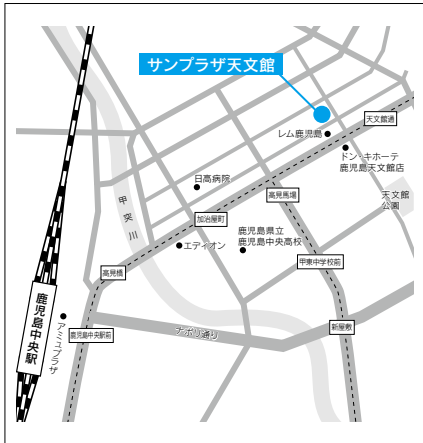 サンプラザ天文館
天文館通
レム鹿児島
ドン・キホーテ
鹿児島天文館店
日高病院
高見馬場
天文館
公園
甲突川
加治屋町
鹿児島県立
鹿児島中央高校
エディオン
甲東中学校前
高見橋
鹿児島中央駅
アミュプラザ
鹿児島中央駅前
ナポリ通り
新屋敷